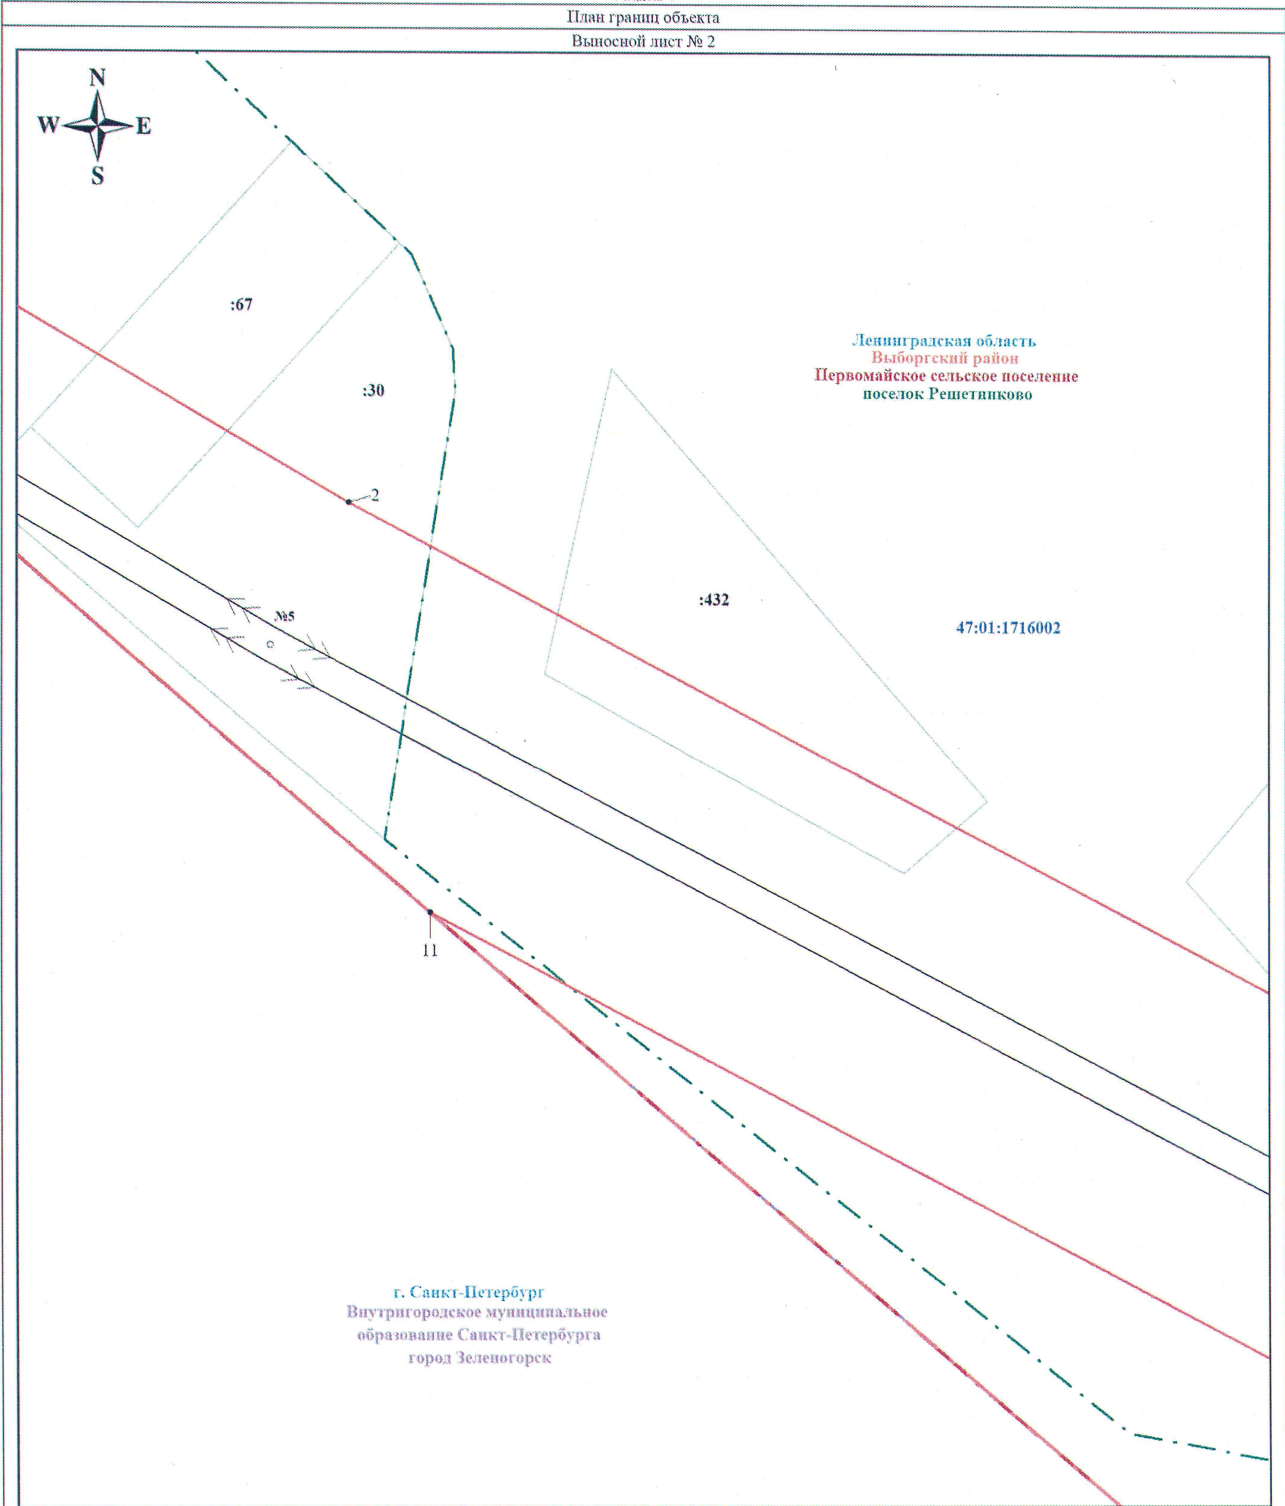 План границ объекта
Выносной лист № 2
N
W E
S
:67
Ленинградская область
Выборгский район
Первомайское сельское поселение
поселок Решетниково
:30
2
:432
№5
47:01:1716002
11
г. Санкт-Петербург
Внутригородское муниципальное
образование Санкт-Петербурга
город Зеленогорск